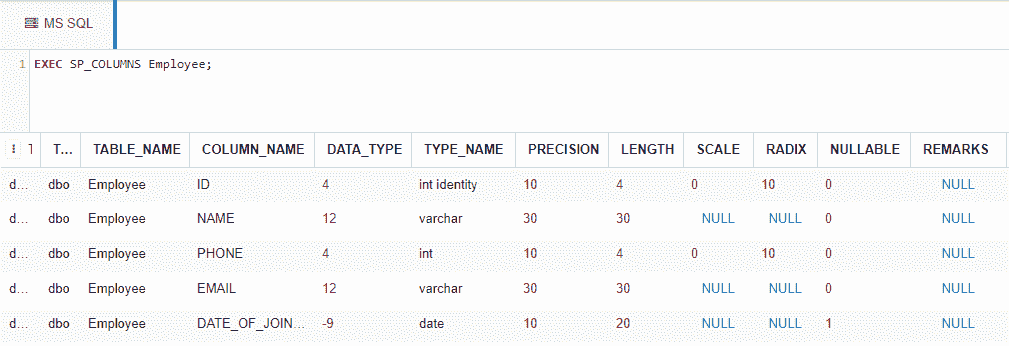 MS SQL
1 EXEC SP_COLUMNS Employee;
T T... TABLE_NAME COLUMN_NAME DATA_TYPE TYPE_NAME PRECISION LENGTH SCALE RADIX NULLABLE REMARKS
d... dbo Employee ID 4 int identity 10 4 0 10 0 NULL
d... dbo Employee NAME 12 varchar 30 30 NULL NULL 0 NULL
d... dbo Employee PHONE 4 int 10 4 0 10 0 NULL
d... dbo Employee EMAIL 12 varchar 30 30 NULL NULL 0 NULL
d... dbo Employee DATE_OF_JOIN... -9 date 10 20 NULL NULL 1 NULL